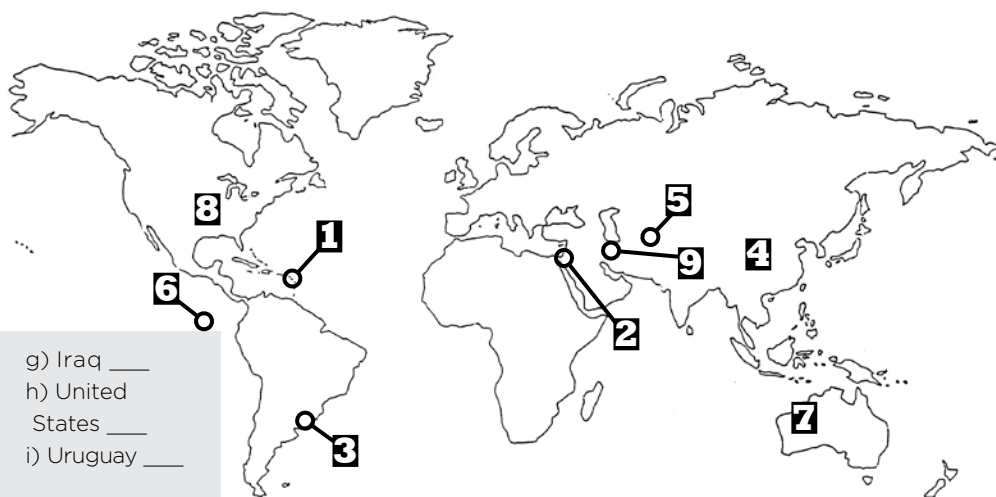 5
8
1
4
9
6
2
g) Iraq ___
h) United
States ___
i) Uruguay ___
7
3